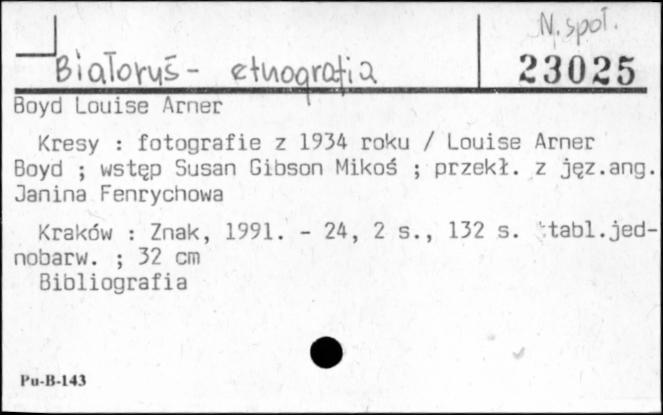 N. społ.
Białoruś - etnografia
23025
Boyd Louise Arner
Kresy : fotografie z 1934 roku / Louise Arner
Boyd ; wstęp Susan Gibson Mikoś ; przekł. z jęz.ang.
Janina Fenrychowa
Kraków : Znak, 1991. - 24, 2 s., 132 s. tabl.jed-
nobarw. ; 32 cm
Bibliografia
Pu-B-143